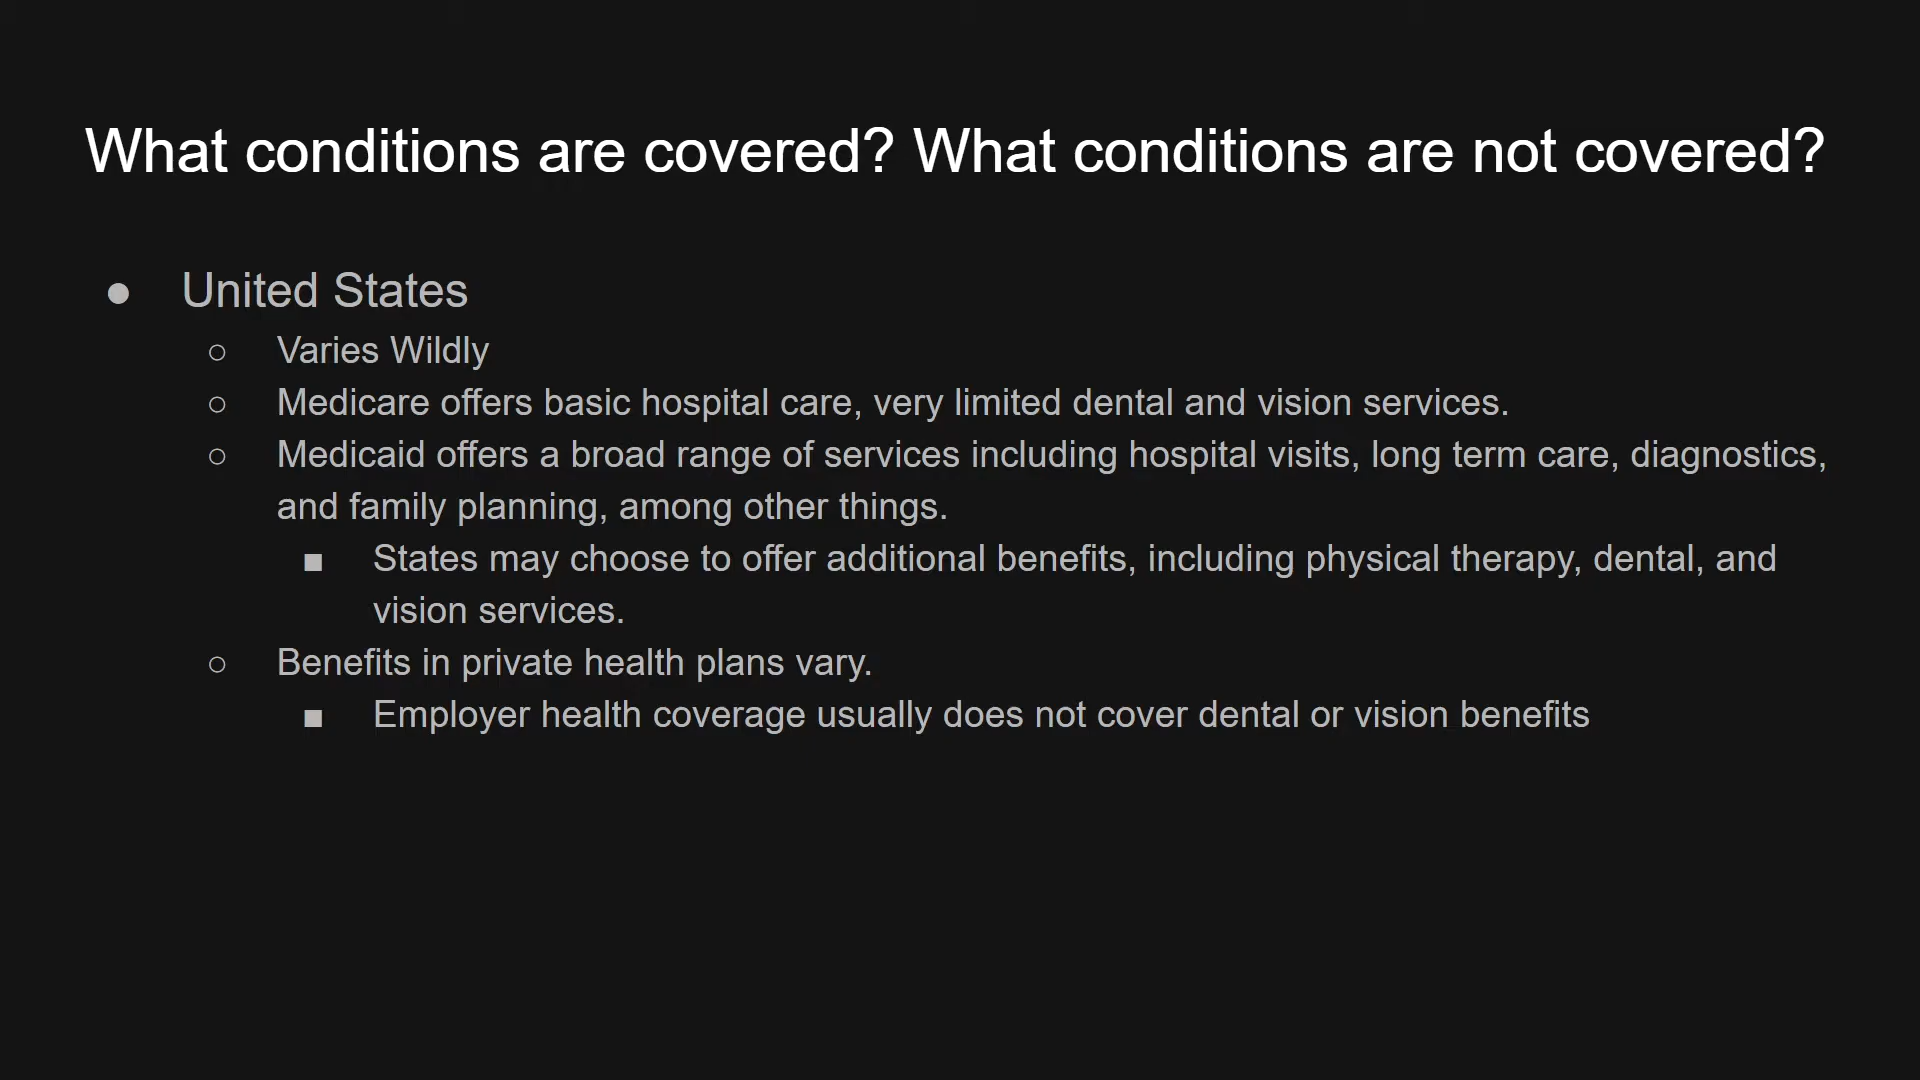 What conditions are covered? What conditions are not covered?
● United States
○ Varies Wildly
○ Medicare offers basic hospital care, very limited dental and vision services.
○ Medicaid offers a broad range of services including hospital visits, long term care, diagnostics,
and family planning, among other things.
■ States may choose to offer additional benefits, including physical therapy, dental, and
vision services.
○ Benefits in private health plans vary.
■ Employer health coverage usually does not cover dental or vision benefits